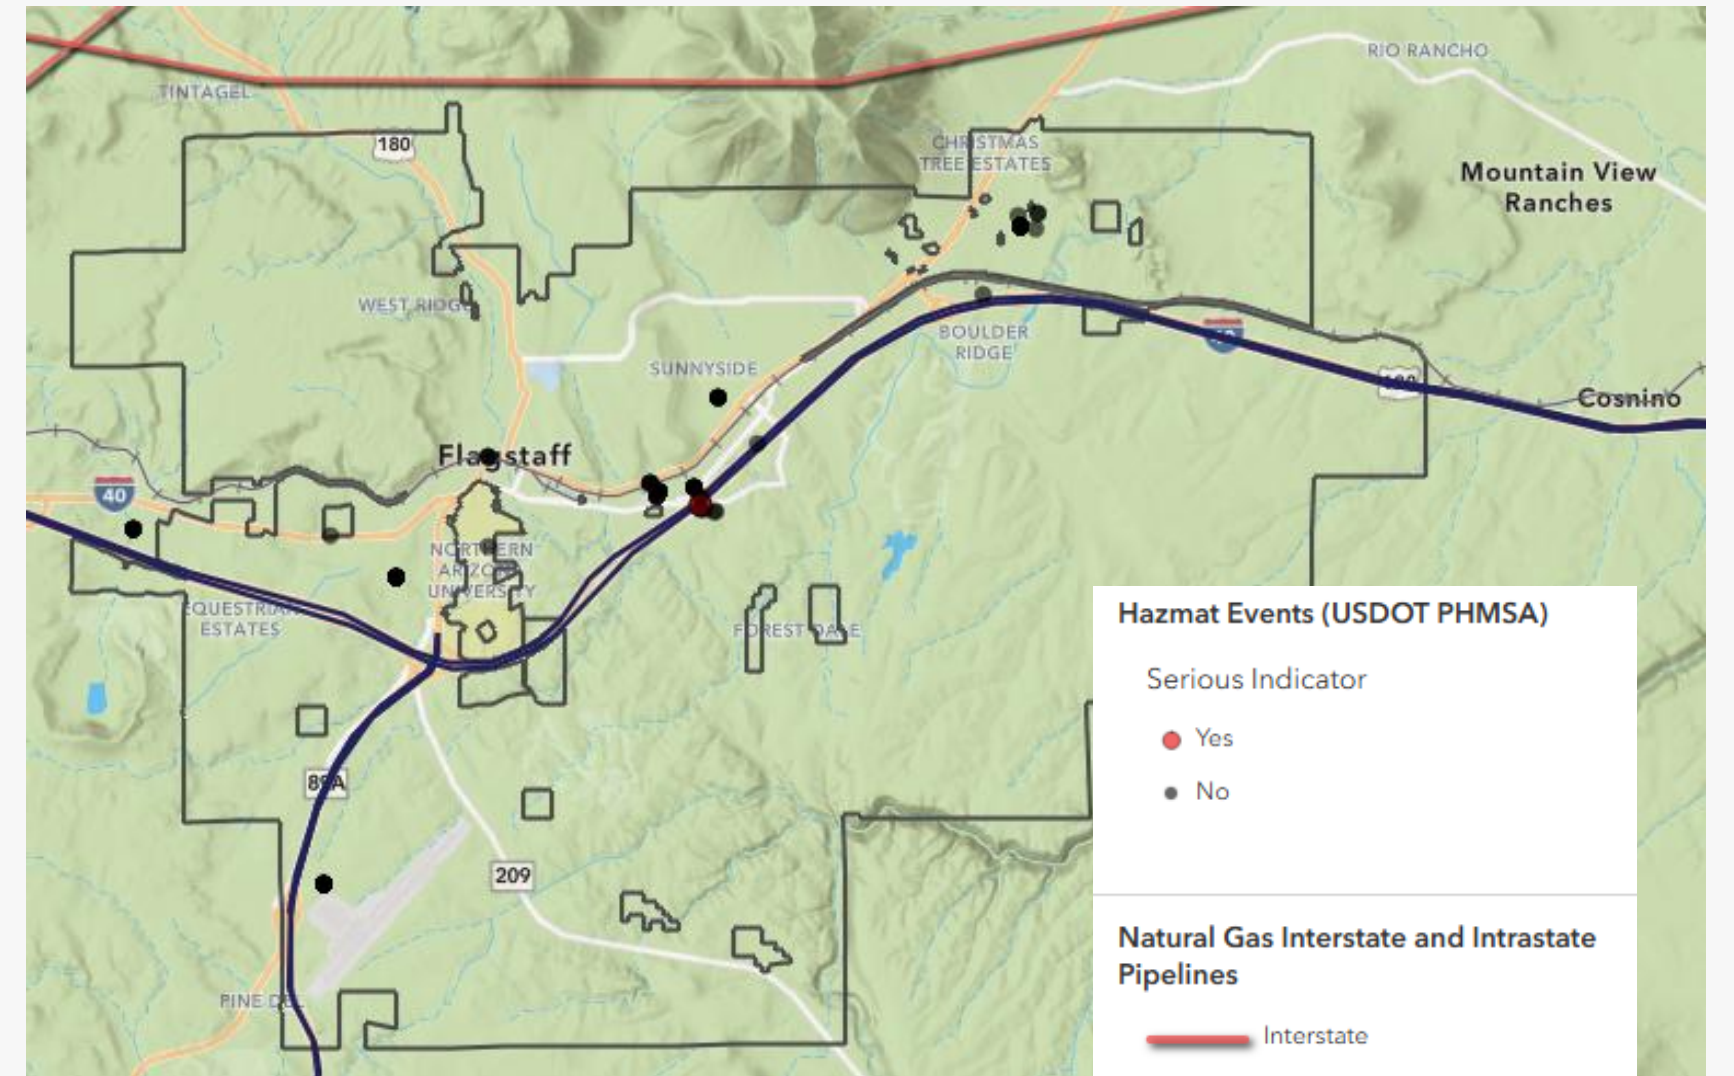 RIO RANCHO
TINTAGEL
180
CHRISTMAS
TREE ESTATES
Mountain View
Ranches
WEST RIDGE
BOULDER
RIDGE
SUNNYSIDE
Cosnino
Flagstaff
40
NORTHERN
ARIZONA
UNIVERSITY
EQUESTRIAN
ESTATES
FOREST DALE
89A
209
PINE DEL
Hazmat Events (USDOT PHMSA)
Serious Indicator
Yes
No
Natural Gas Interstate and Intrastate
Pipelines
Interstate